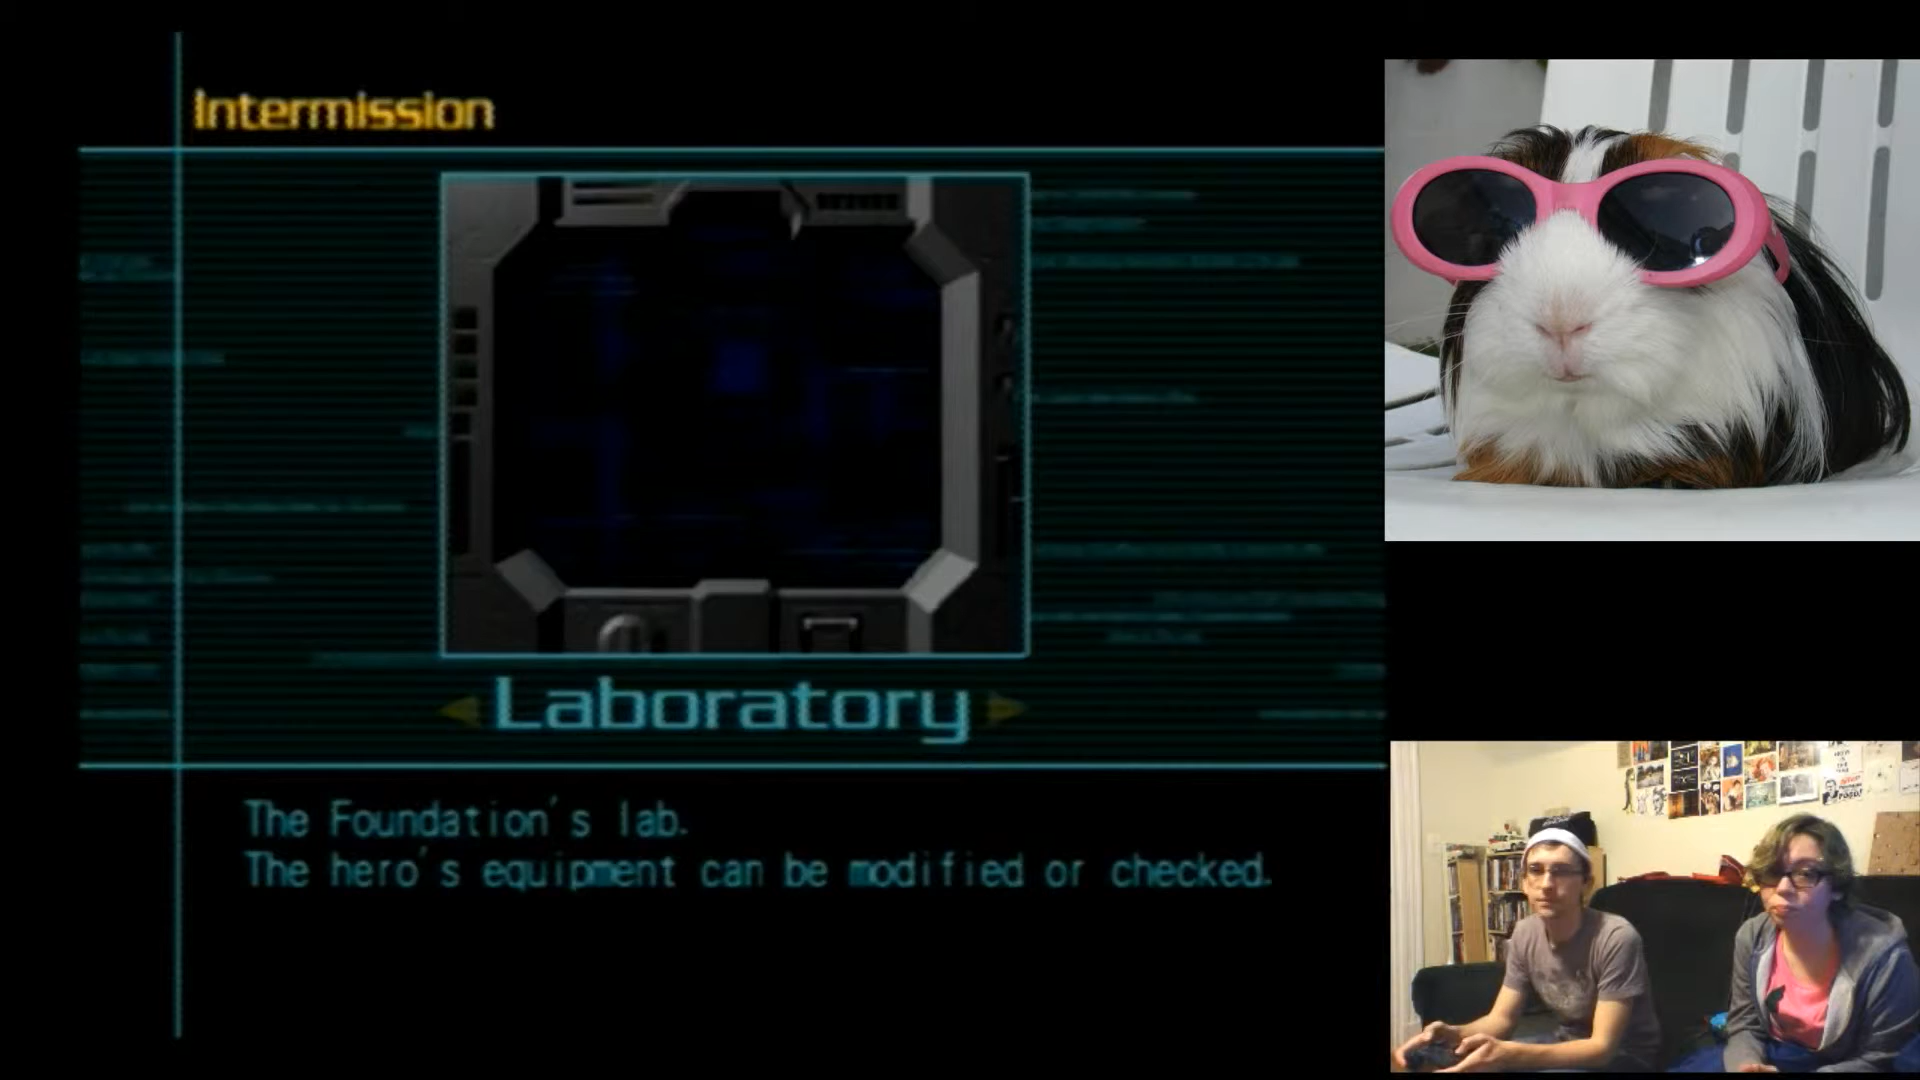 Intermission
Laboratory
The Foundation's lab.
The hero's equipment can be modified or checked.